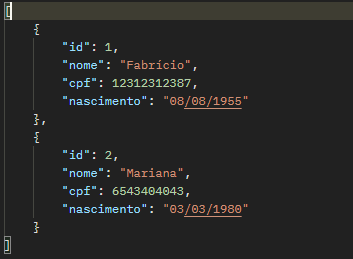 [
    {
        "id": 1,
        "nome": "Fabrício",
        "cpf": 12312312387,
        "nascimento": "08/08/1955"
    },
    {
        "id": 2,
        "nome": "Mariana",
        "cpf": 6543404043,
        "nascimento": "03/03/1980"
    }
]